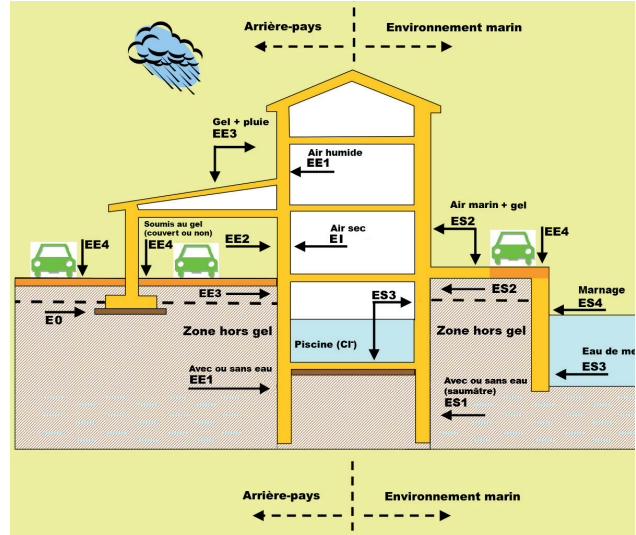 Arrière-pays
Environnement marin
Gel + pluie
EE3
Air humide
EE1
Air marin + gel
ES2
EE4
Soumis au gel
(couvert ou non)
EE4
EE4
EE2
Air sec
EI
EE3
ES3
ES2
Marnage
ES4
E0
Zone hors gel
Zone hors gel
Piscine (Cl⁻)
Eau de me
ES3
Avec ou sans eau
EE1
Avec ou sans eau
(saumâtre)
ES1
Arrière-pays
Environnement marin